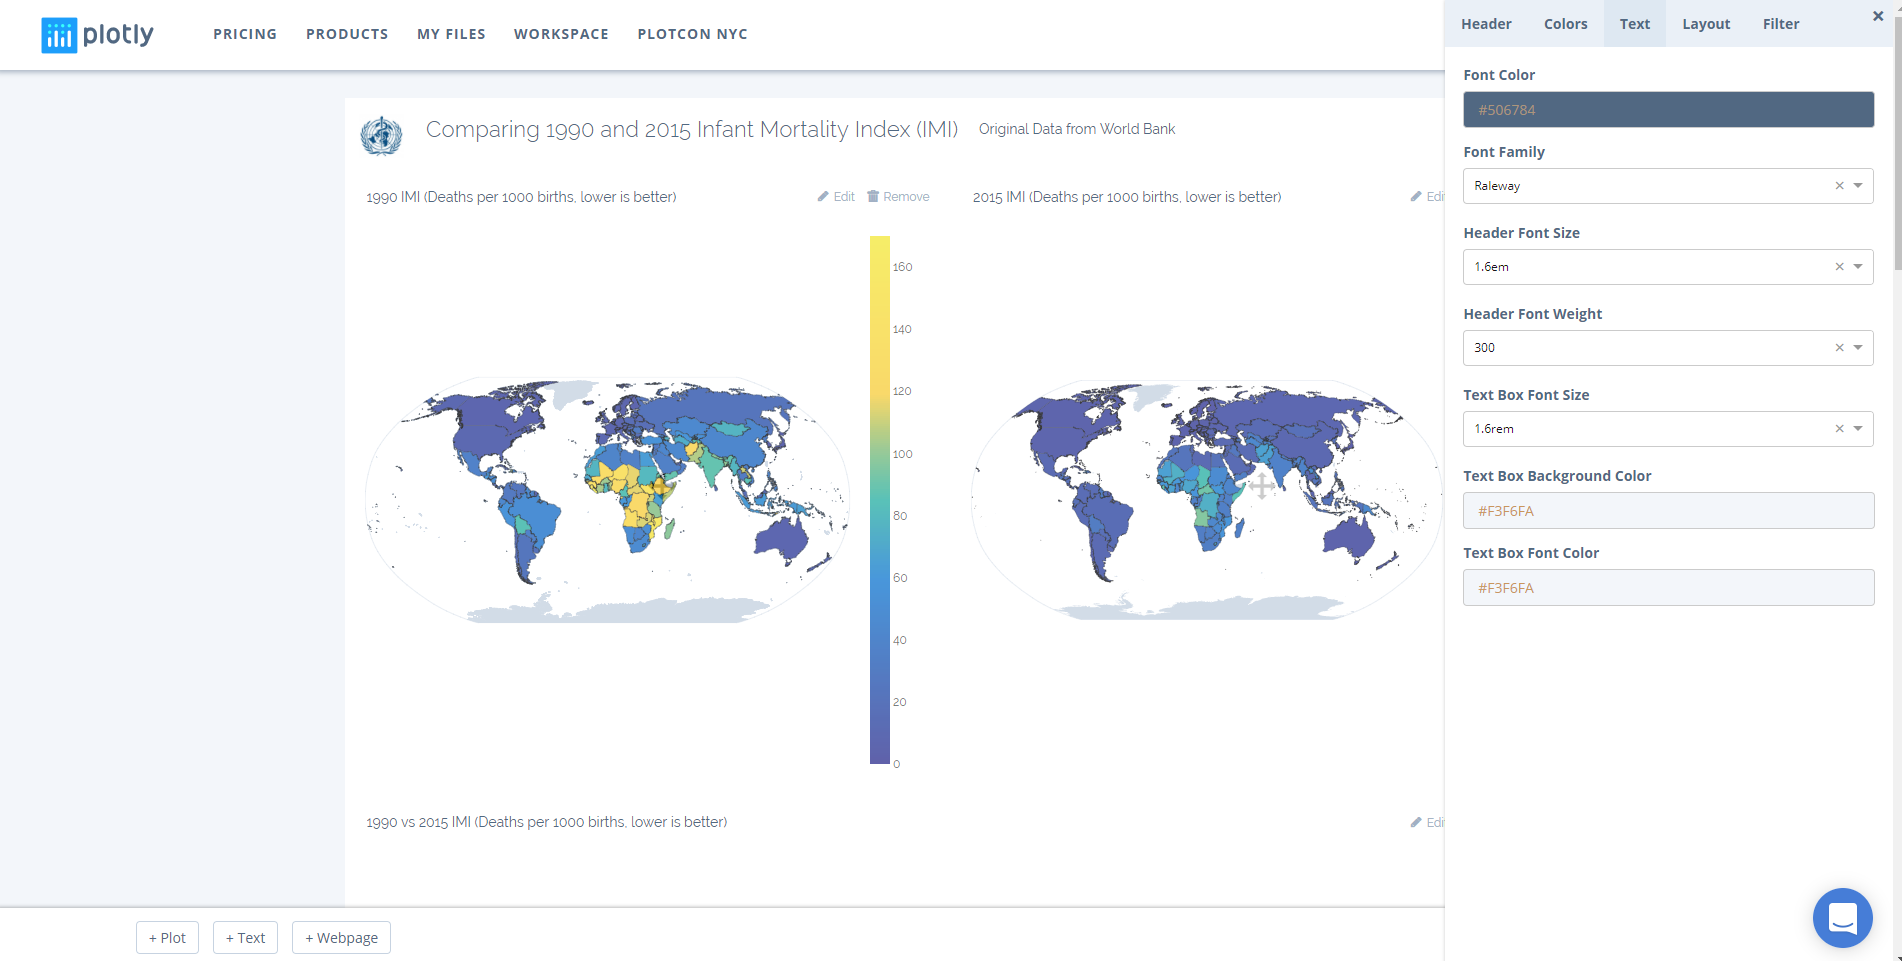 plotly
PRICING PRODUCTS MY FILES WORKSPACE PLOTCON NYC
Header Colors Text Layout Filter
Comparing 1990 and 2015 Infant Mortality Index (IMI) Original Data from World Bank
1990 IMI (Deaths per 1000 births, lower is better) Edit Remove
160
140
120
100
80
60
40
20
0
2015 IMI (Deaths per 1000 births, lower is better) Edi
1990 vs 2015 IMI (Deaths per 1000 births, lower is better) Edi
Font Color
#506784
Font Family
Raleway
Header Font Size
1.6em
Header Font Weight
300
Text Box Font Size
1.6rem
Text Box Background Color
#F3F6FA
Text Box Font Color
#F3F6FA
+ Plot + Text + Webpage